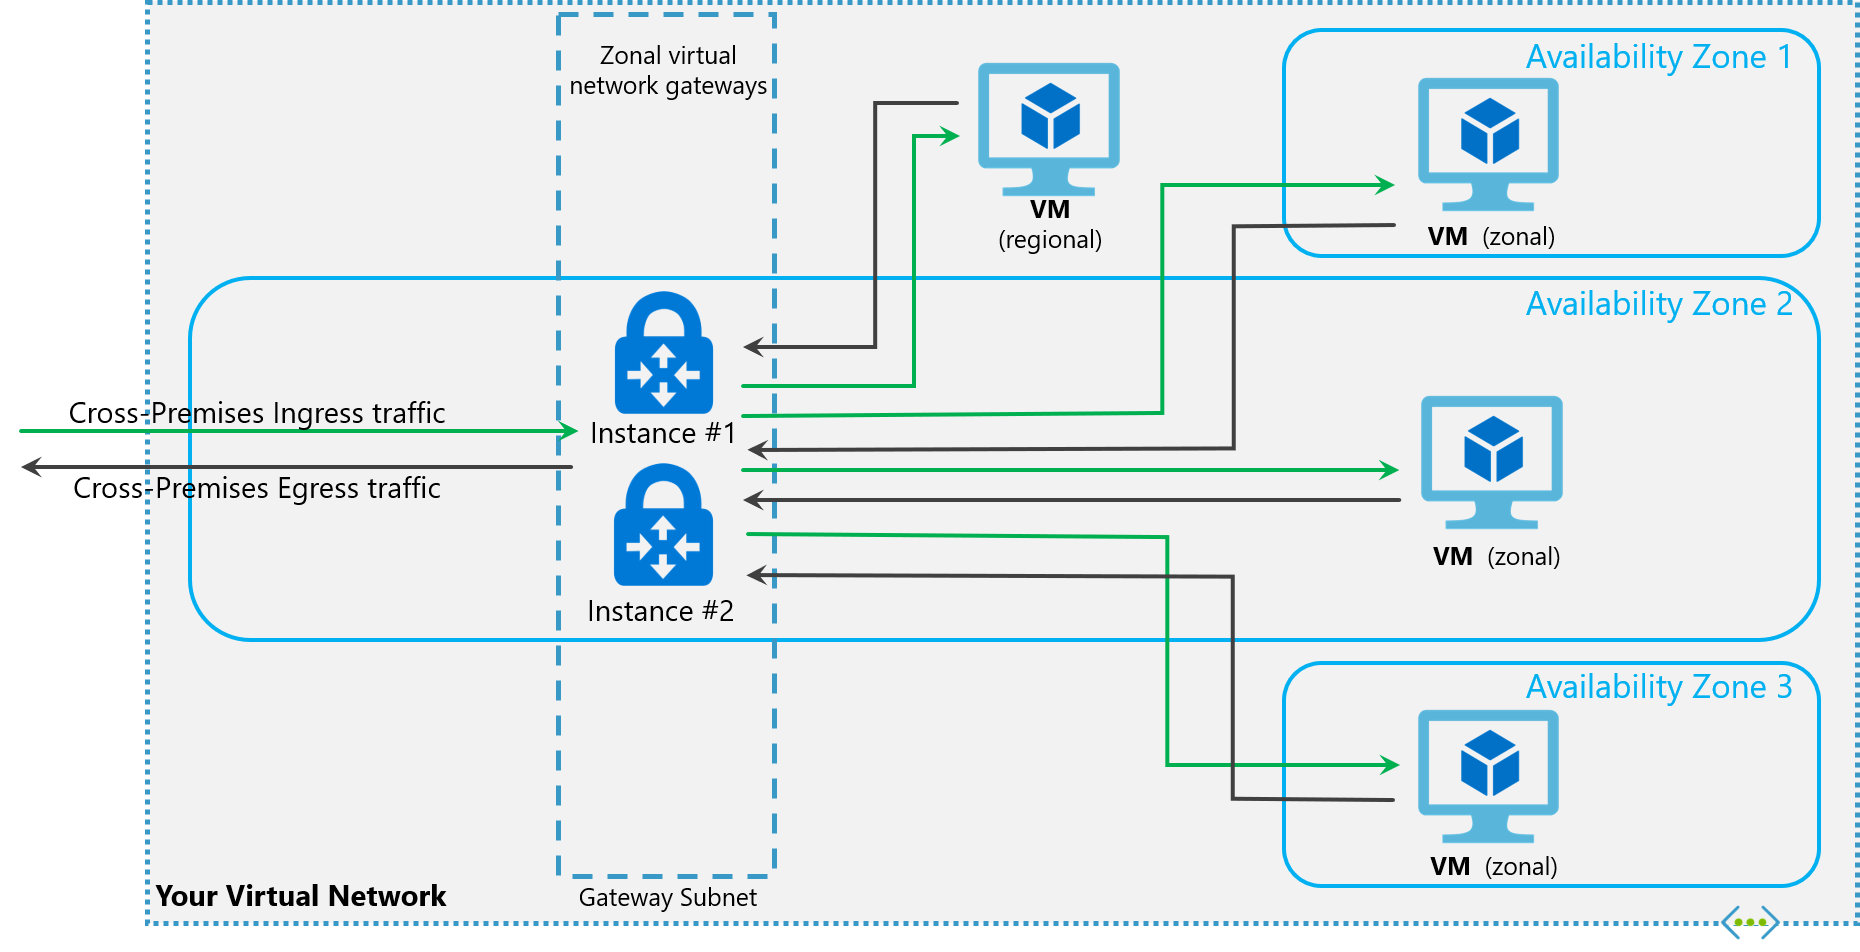 Zonal virtual
network gateways
Availability Zone 1
VM
(regional)
VM (zonal)
Availability Zone 2
Cross-Premises Ingress traffic
Instance #1
Cross-Premises Egress traffic
VM (zonal)
Instance #2
Availability Zone 3
VM (zonal)
Your Virtual Network
Gateway Subnet